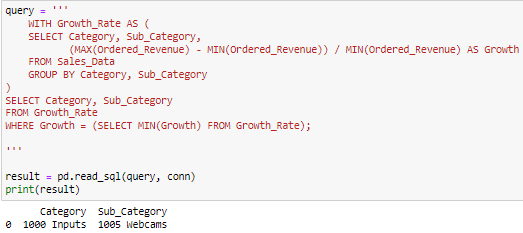 query = '''
    WITH Growth_Rate AS (
    SELECT Category, Sub_Category,
           (MAX(Ordered_Revenue) - MIN(Ordered_Revenue)) / MIN(Ordered_Revenue) AS Growth
    FROM Sales_Data
    GROUP BY Category, Sub_Category
)
SELECT Category, Sub_Category
FROM Growth_Rate
WHERE Growth = (SELECT MIN(Growth) FROM Growth_Rate);
'''
result = pd.read_sql(query, conn)
print(result)
      Category  Sub_Category
0  1000 Inputs  1005 Webcams